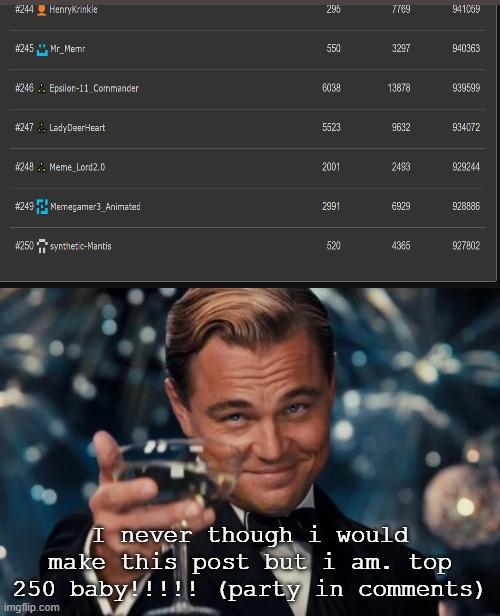 #244 HenryKrinkle 295 7769 941059
#245 Mr_Memr 550 3297 940363
#246 Epsilon-11_Commander 6038 13878 939599
#247 LadyDeerHeart 5523 9632 934072
#248 Meme_Lord2.0 2001 2493 929244
#249 Memegamer3_Animated 2991 6929 928886
#250 synthetic-Mantis 520 4365 927802
I never though i would
make this post but i am. top
250 baby!!!!! (party in comments)
imgflip.com